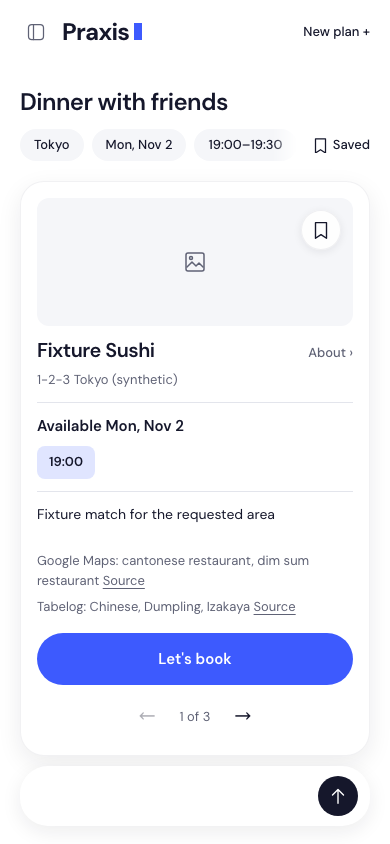 Praxis
New plan +
Dinner with friends
Tokyo
Mon, Nov 2
19:00–19:30
Saved
Fixture Sushi
About ›
1-2-3 Tokyo (synthetic)
Available Mon, Nov 2
19:00
Fixture match for the requested area
Google Maps: cantonese restaurant, dim sum
restaurant Source
Tabelog: Chinese, Dumpling, Izakaya Source
Let's book
← 1 of 3 →